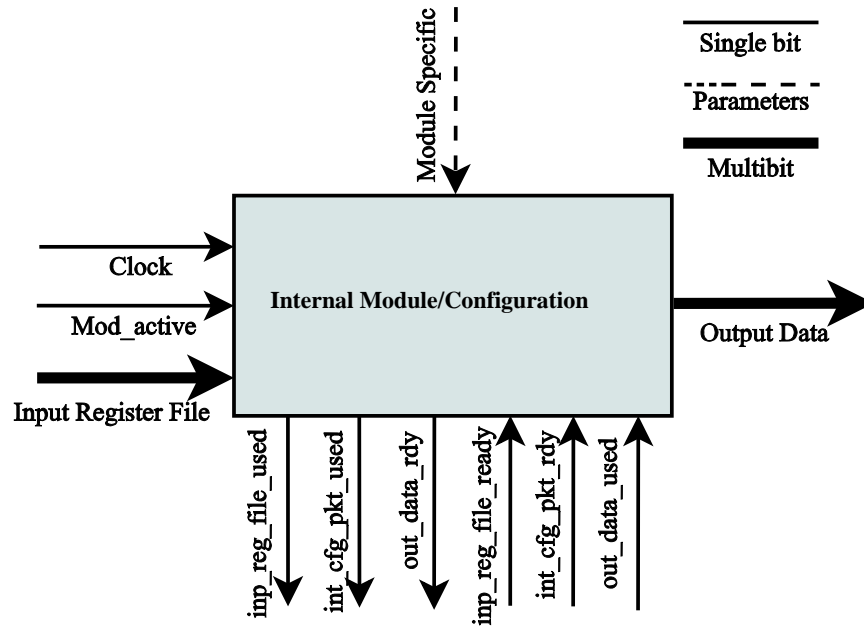 Module Specific
Single bit
Parameters
Multibit
Clock
Mod_active
Input Register File
Internal Module/Configuration
Output Data
inp_reg_file_used
int_cfg_pkt_used
out_data_rdy
inp_reg_file_ready
int_cfg_pkt_rdy
out_data_used